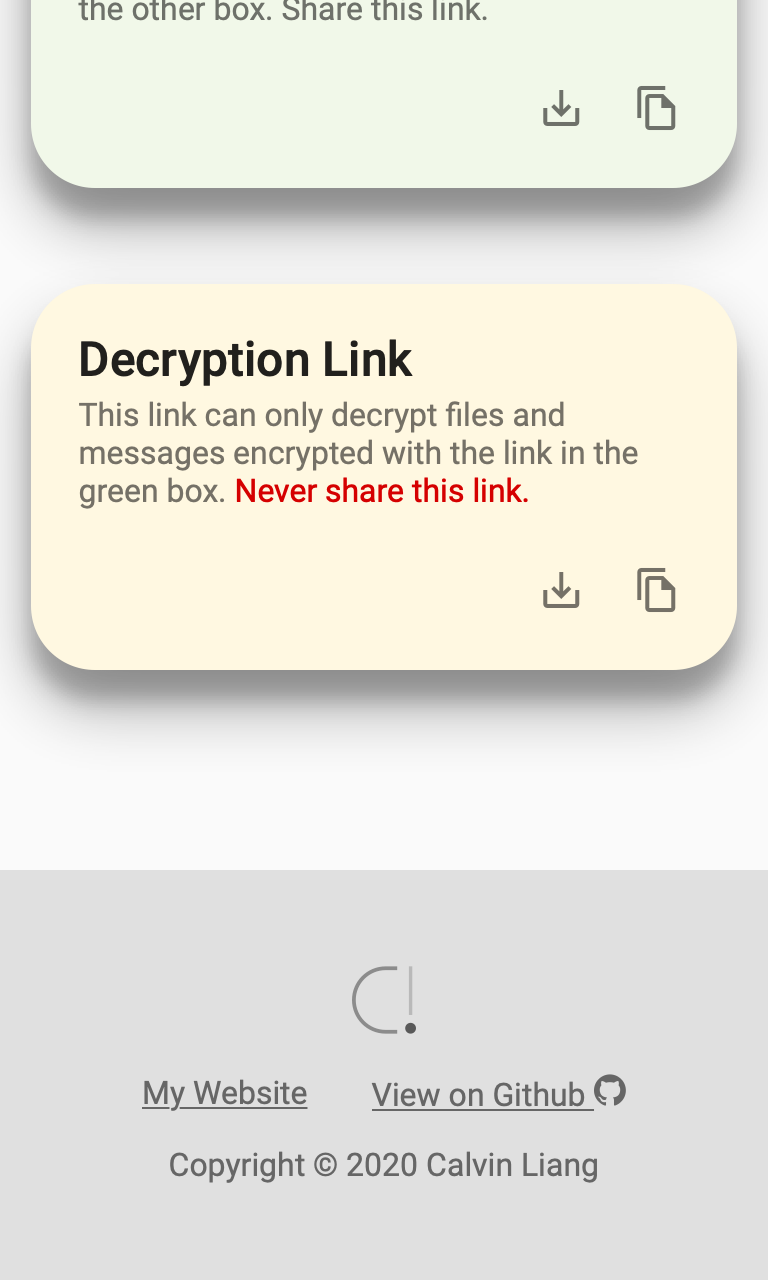 the other box. Share this link.
Decryption Link
This link can only decrypt files and
messages encrypted with the link in the
green box. Never share this link.
C!
My Website
View on Github
Copyright © 2020 Calvin Liang